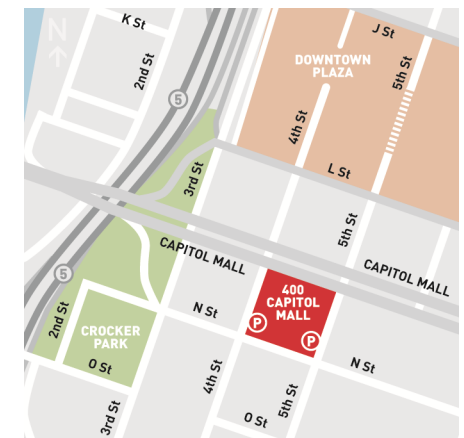 N
K St
J St
2nd St
5
DOWNTOWN
PLAZA
5th St
4th St
L St
3rd St
5th St
CAPITOL MALL
CAPITOL MALL
5
400
CAPITOL
MALL
P
P
2nd St
CROCKER
PARK
N St
N St
O St
4th St
3rd St
5th St
O St